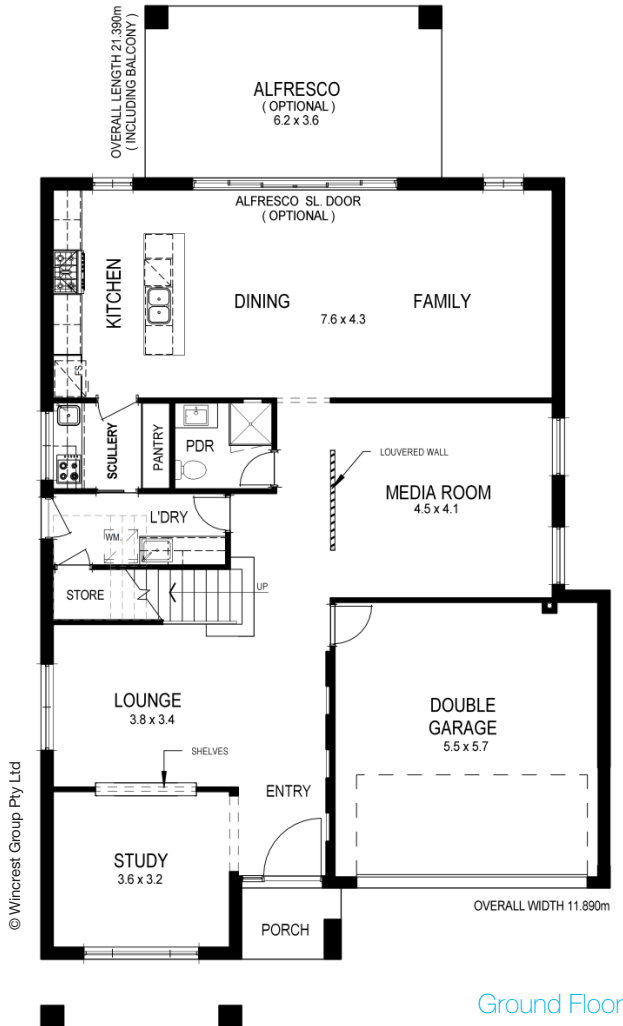 OVERALL LENGTH 21.390m
( INCLUDING BALCONY )
ALFRESCO
( OPTIONAL )
6.2 x 3.6
ALFRESCO SL. DOOR
( OPTIONAL )
KITCHEN
DINING
FAMILY
7.6 x 4.3
FS
SCULLERY
PANTRY
PDR
LOUVERED WALL
MEDIA ROOM
4.5 x 4.1
L'DRY
WM
STORE
UP
LOUNGE
3.8 x 3.4
DOUBLE
GARAGE
5.5 x 5.7
SHELVES
ENTRY
STUDY
3.6 x 3.2
PORCH
OVERALL WIDTH 11.890m
© Wincrest Group Pty Ltd
Ground Floor